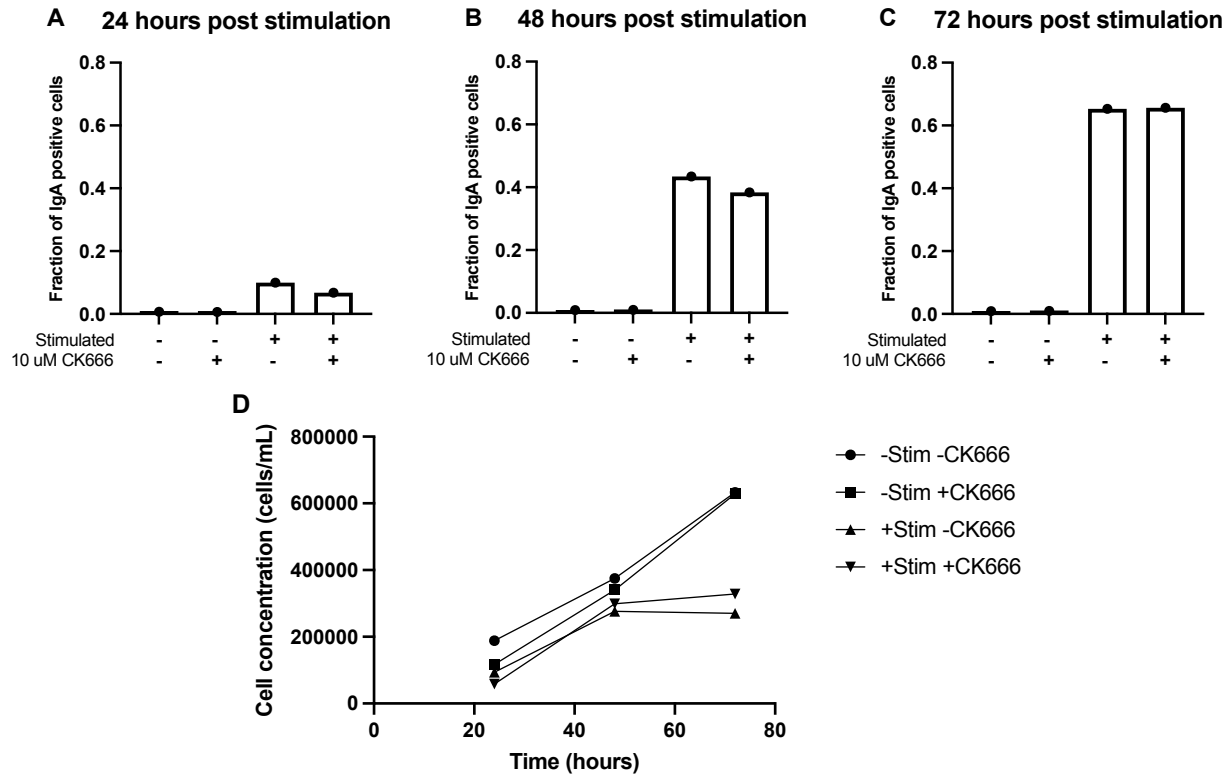 A 24 hours post stimulation
Fraction of IgA positive cells
0.8
0.6
0.4
0.2
0.0
Stimulated - - + +
10 uM CK666 - + - +
B 48 hours post stimulation
Fraction of IgA positive cells
0.8
0.6
0.4
0.2
0.0
Stimulated - - + +
10 uM CK666 - + - +
C 72 hours post stimulation
Fraction of IgA positive cells
0.8
0.6
0.4
0.2
0.0
Stimulated - - + +
10 uM CK666 - + - +
D
Cell concentration (cells/mL)
800000
600000
400000
200000
0
0 20 40 60 80
Time (hours)
-Stim -CK666
-Stim +CK666
+Stim -CK666
+Stim +CK666